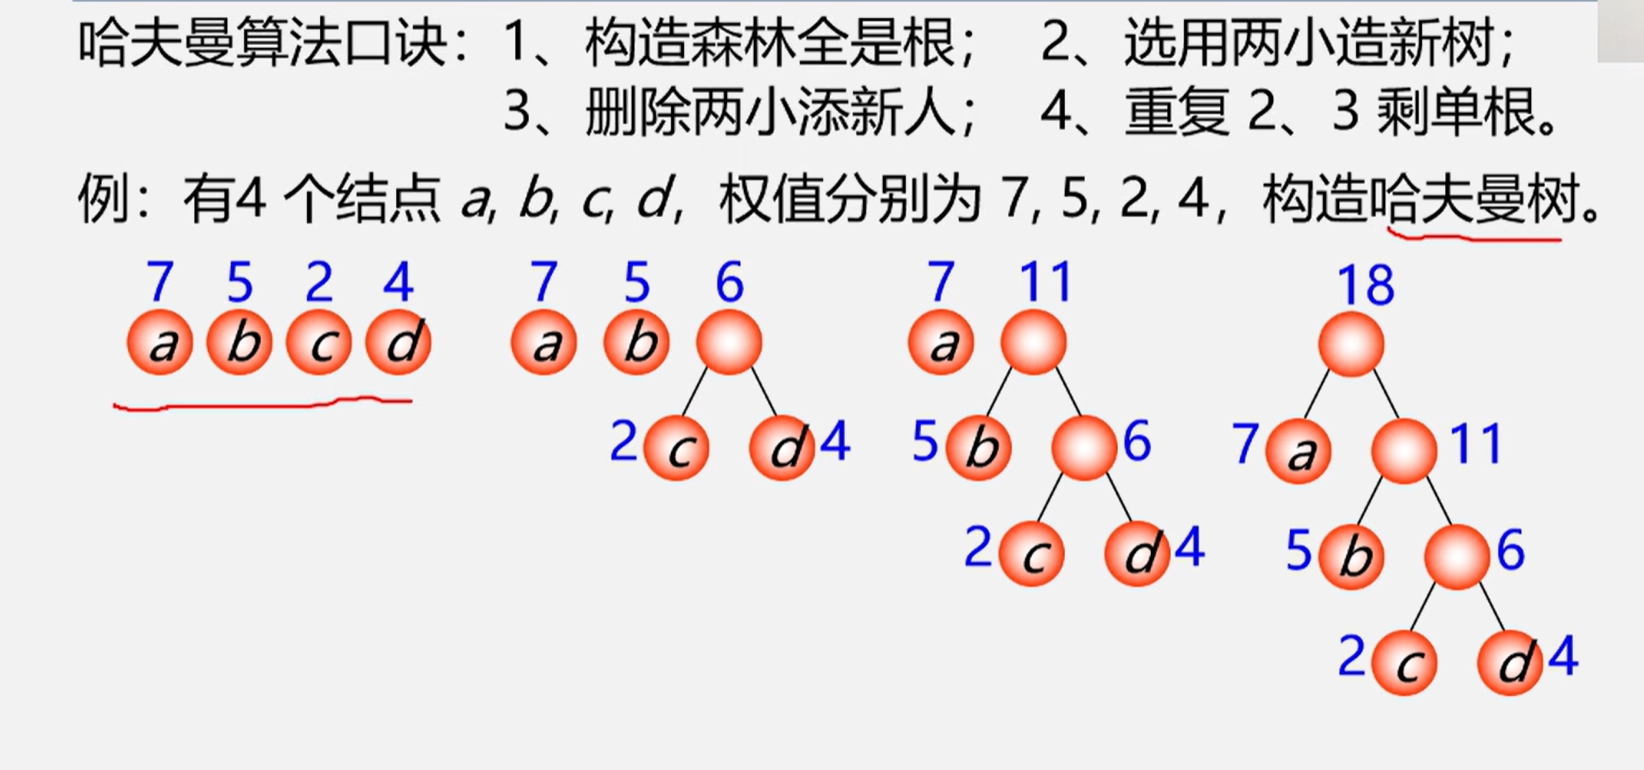 哈夫曼算法口诀：1、构造森林全是根； 2、选用两小造新树；
3、删除两小添新人； 4、重复 2、3 剩单根。
例：有4 个结点 a, b, c, d，权值分别为 7, 5, 2, 4，构造哈夫曼树。
7 5 2 4 7 5 6 7 11 18
a b c d a b a
2 c d 4 5 b 6 7 a 11
2 c d 4 5 b 6
2 c d 4